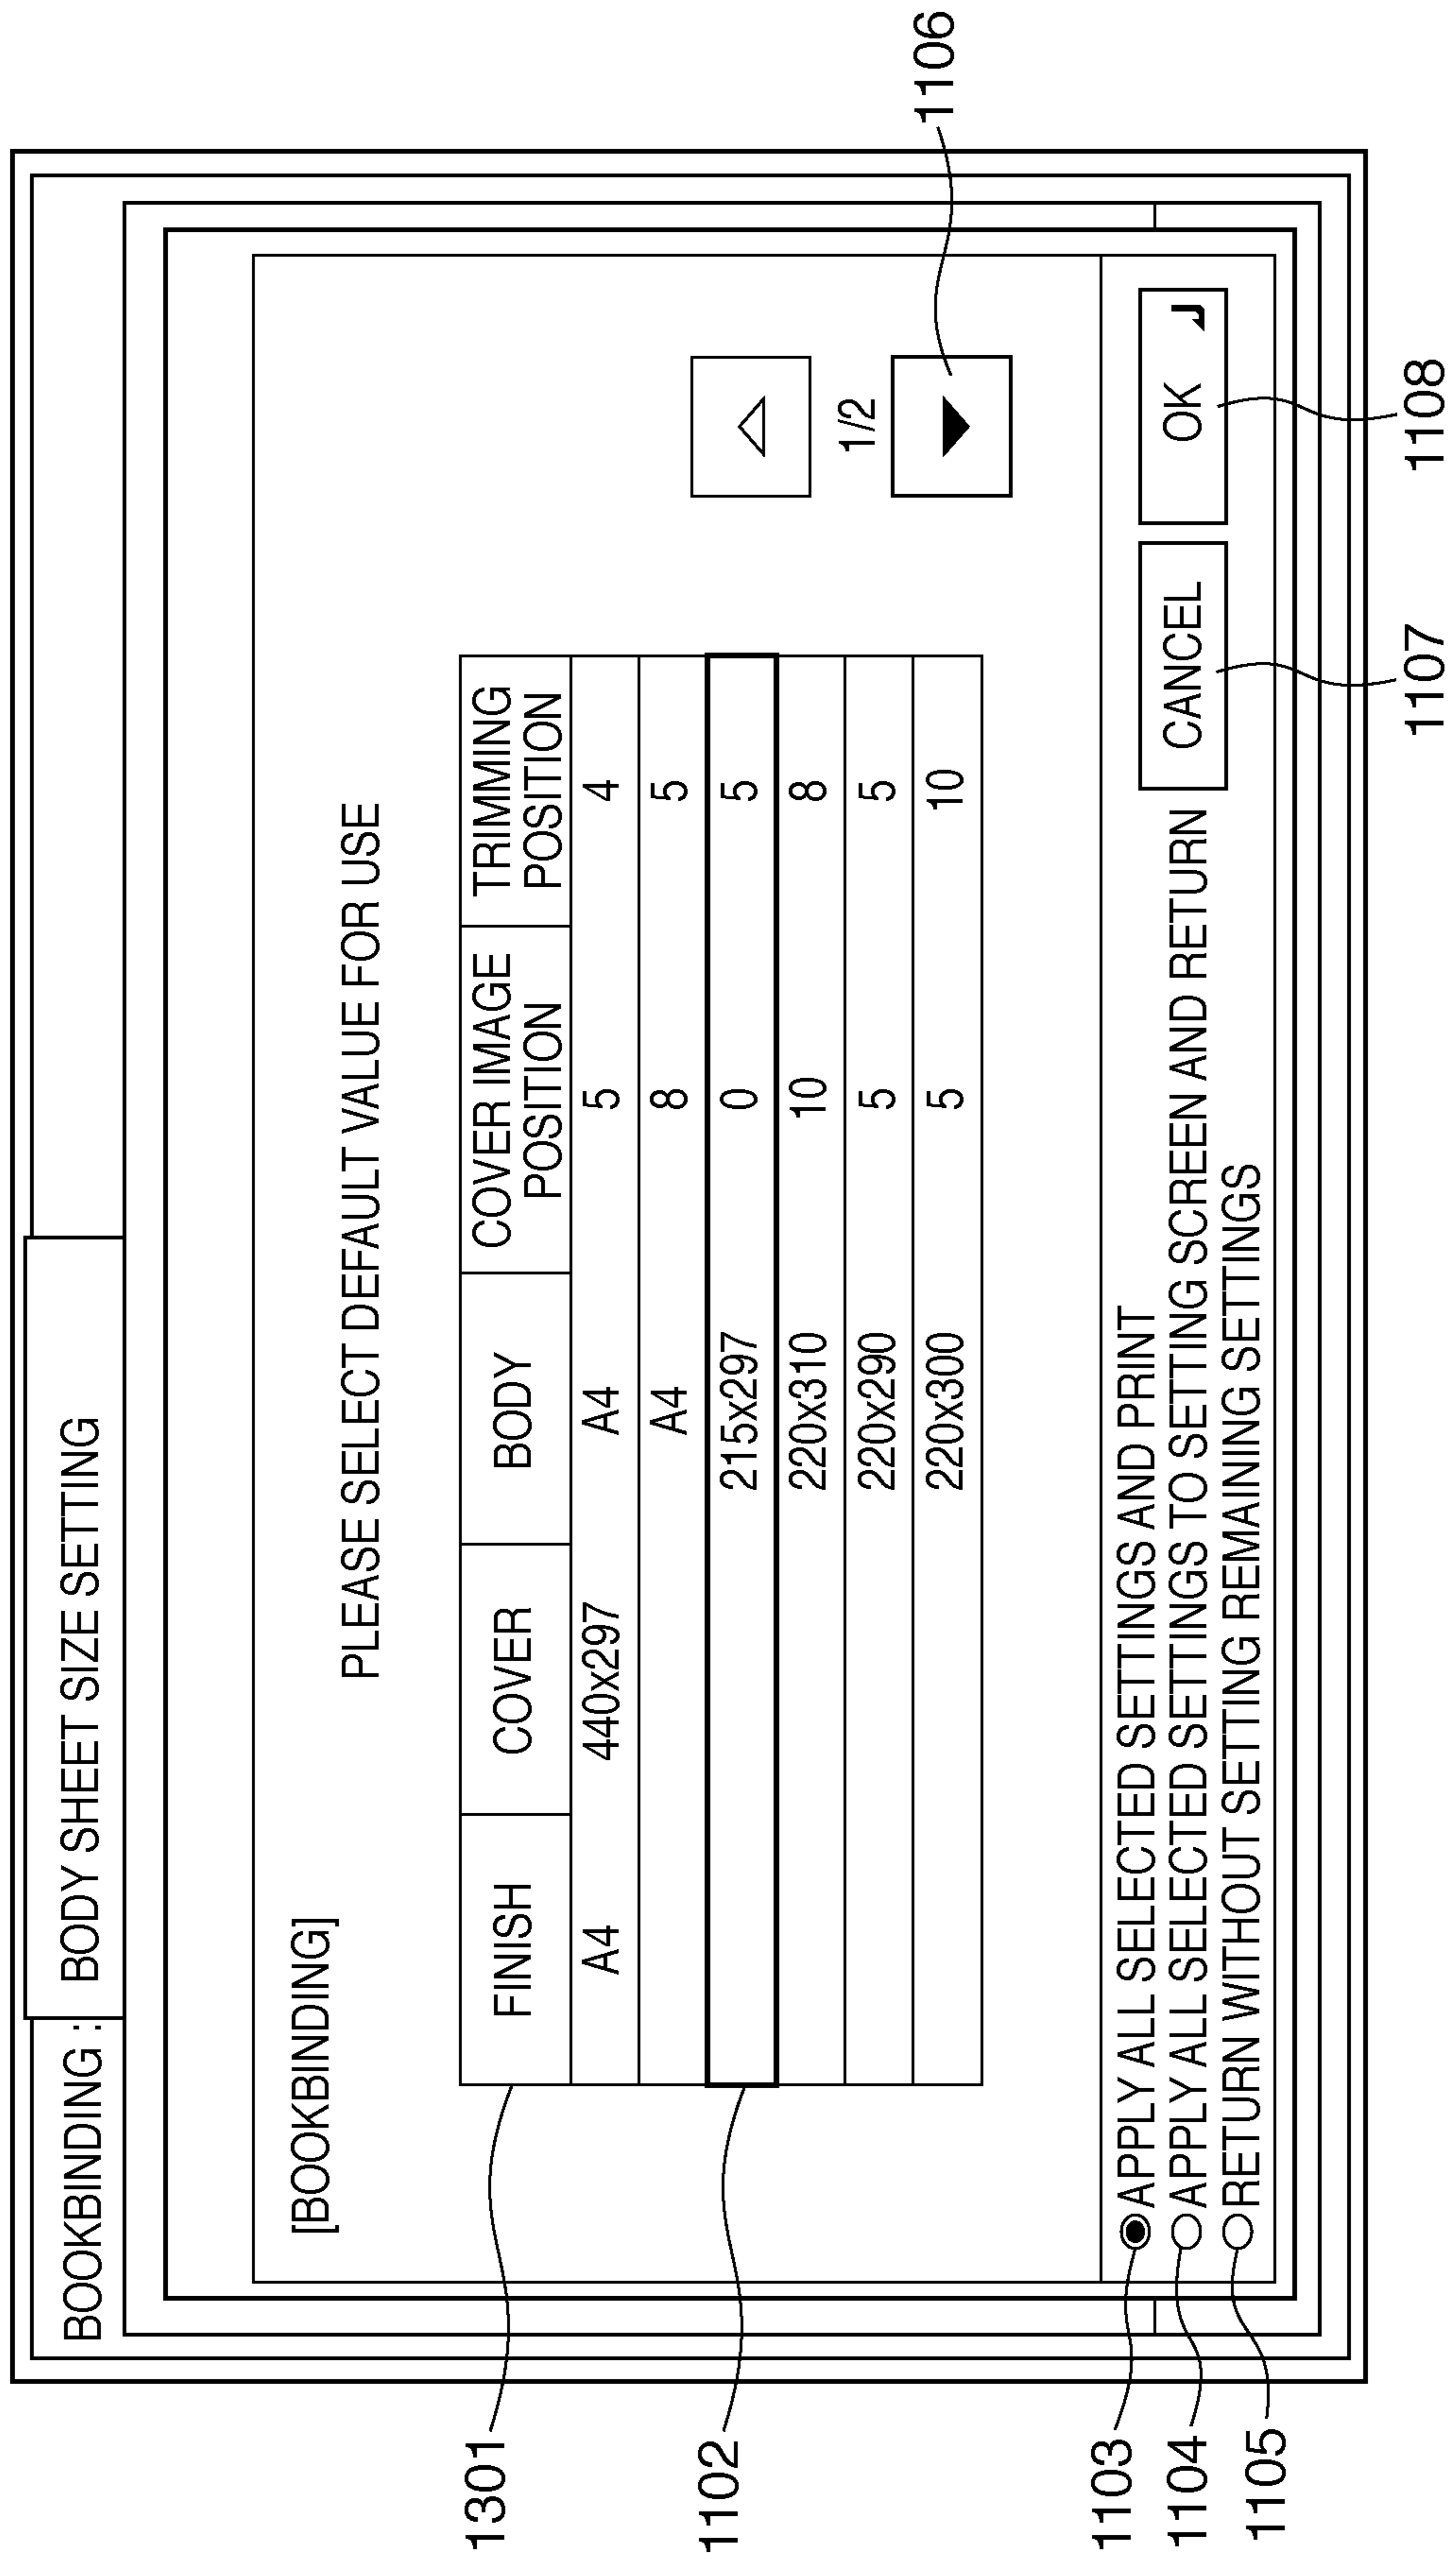 BOOKBINDING : BODY SHEET SIZE SETTING
[BOOKBINDING]
PLEASE SELECT DEFAULT VALUE FOR USE
FINISH COVER BODY COVER IMAGE POSITION TRIMMING POSITION
A4 440x297 A4 5 4
A4 8 5
215x297 0 5
220x310 10 8
220x290 5 5
220x300 5 10
1/2
APPLY ALL SELECTED SETTINGS AND PRINT
APPLY ALL SELECTED SETTINGS TO SETTING SCREEN AND RETURN
RETURN WITHOUT SETTING REMAINING SETTINGS
CANCEL
OK
1301
1102
1103
1104
1105
1106
1107
1108